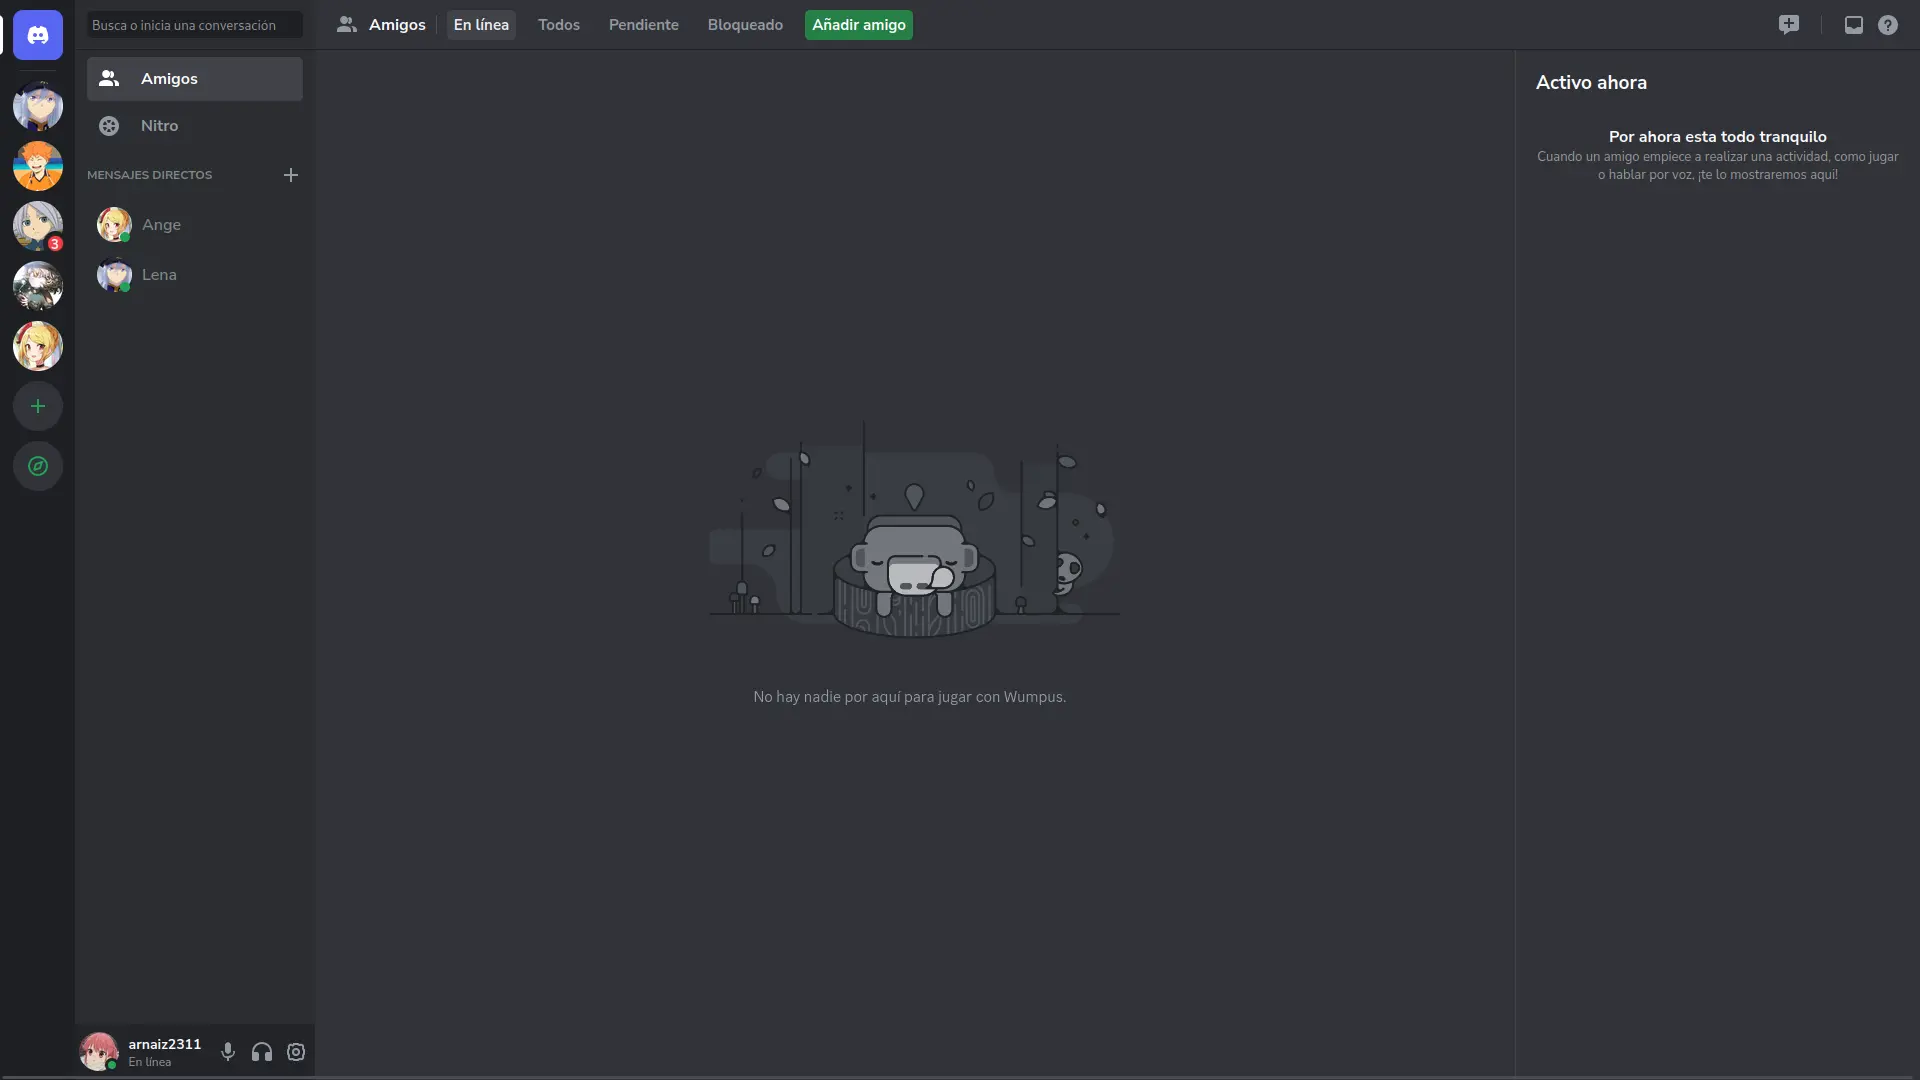 Busca o inicia una conversación
Amigos
En línea
Todos
Pendiente
Bloqueado
Añadir amigo
Amigos
Nitro
MENSAJES DIRECTOS
Ange
Lena
3
Activo ahora
Por ahora esta todo tranquilo
Cuando un amigo empiece a realizar una actividad, como jugar
o hablar por voz, ¡te lo mostraremos aqui!
No hay nadie por aquí para jugar con Wumpus.
arnaiz2311
En línea